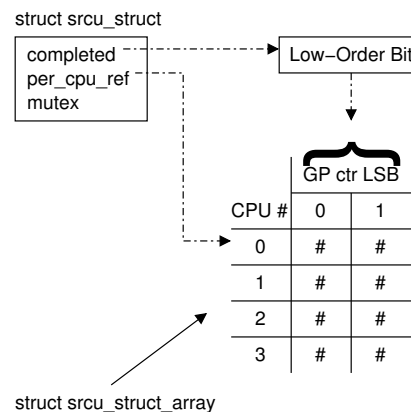 struct srcu_struct
completed
per_cpu_ref
mutex
Low−Order Bit
GP ctr LSB
CPU # 0 1
0 # #
1 # #
2 # #
3 # #
struct srcu_struct_array